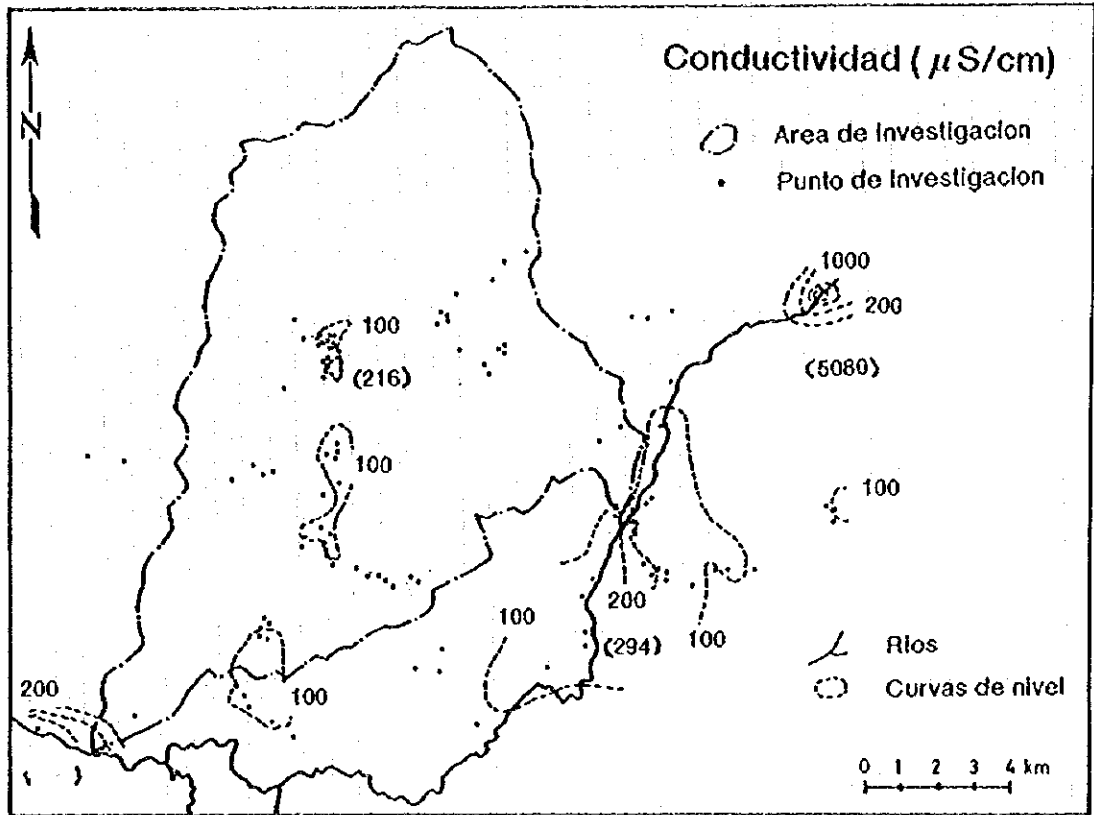 Conductividad ( μ S/cm)
N
Area de Investigacion
Punto de Investigacion
1000
200
100
(216)
(5080)
100
100
200
100
100
(294)
200
100
Rios
Curvas de nivel
0 1 2 3 4 km